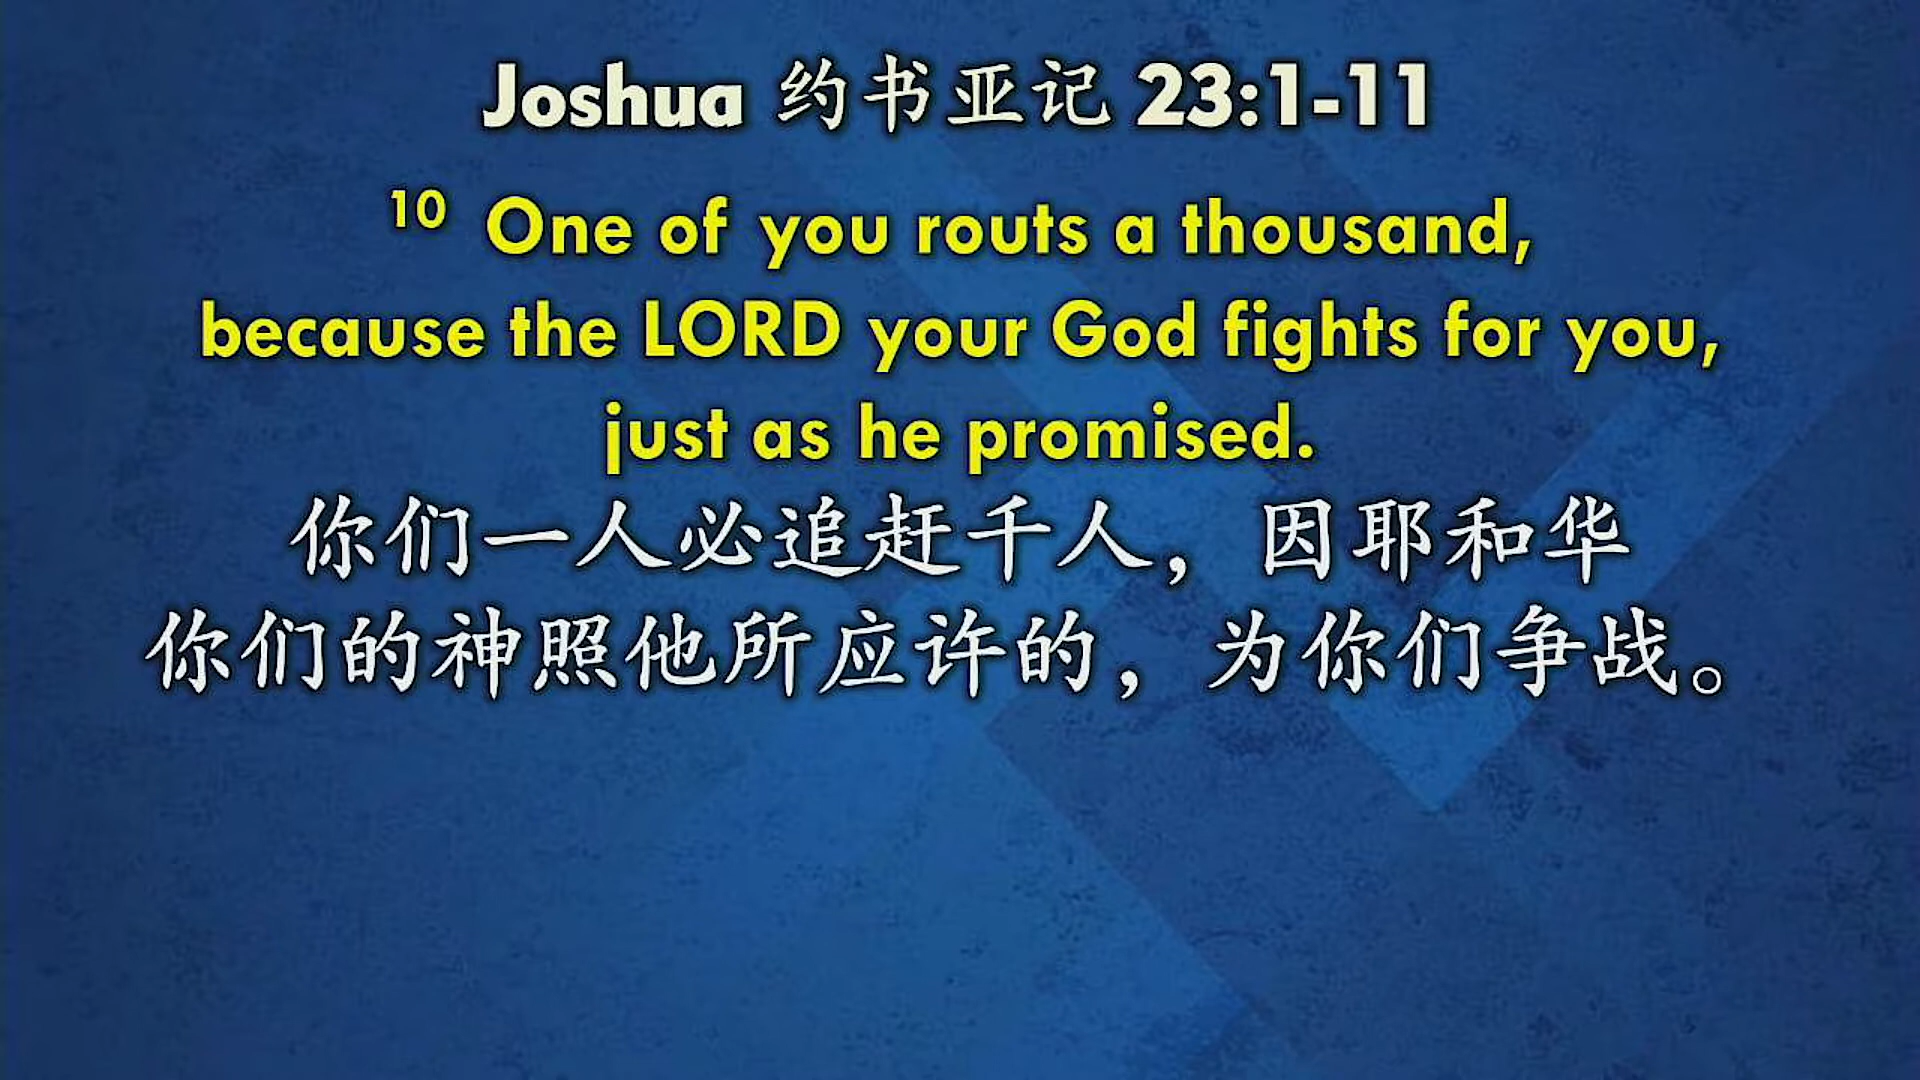 Joshua 约书亚记 23:1-11
10 One of you routs a thousand,
because the LORD your God fights for you,
just as he promised.
你们一人必追赶千人，因耶和华
你们的神照他所应许的，为你们争战。